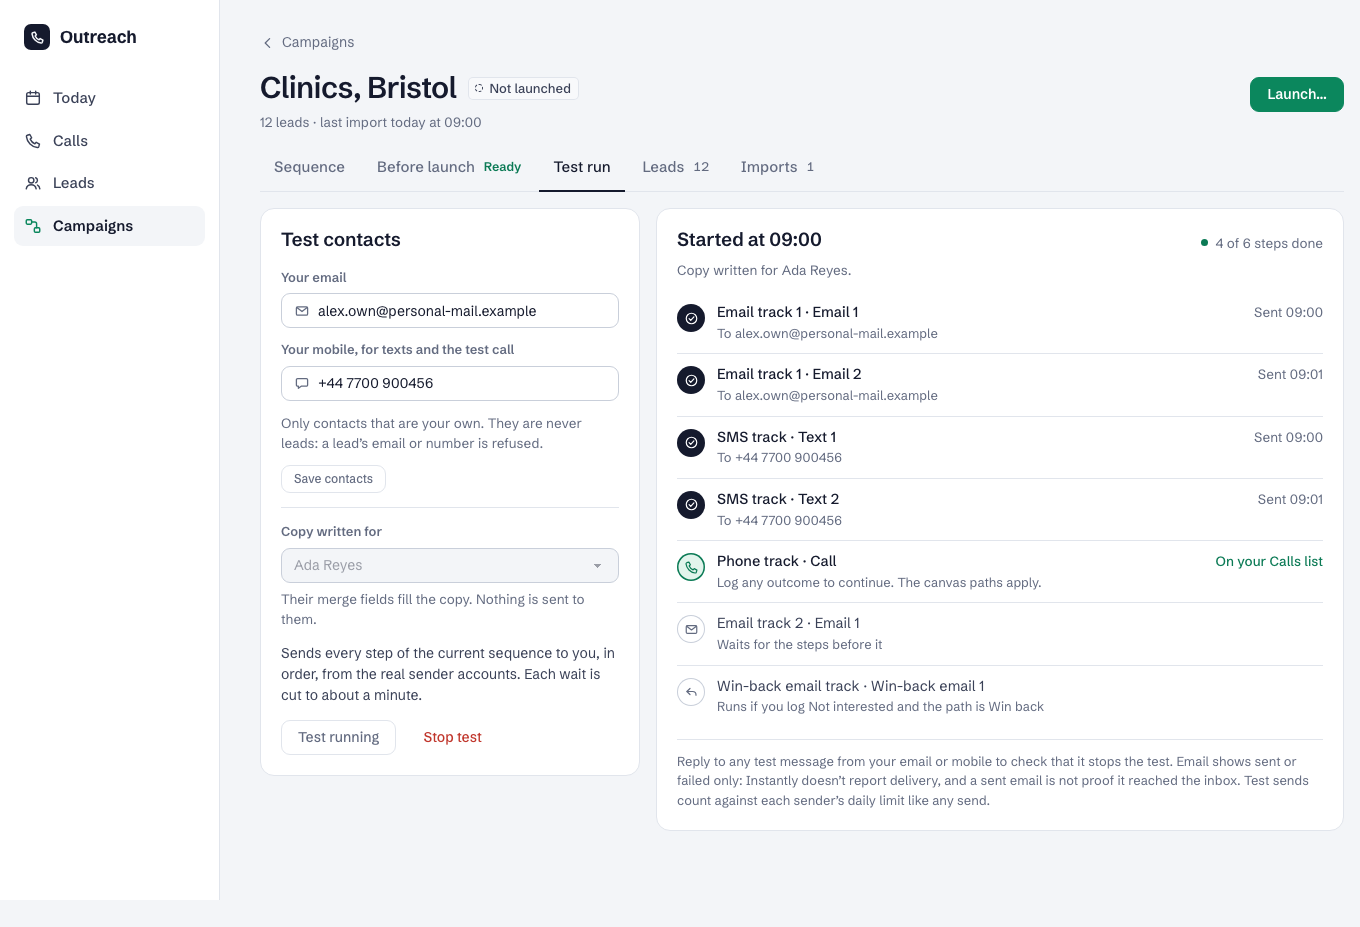 Outreach
Today
Calls
Leads
Campaigns
Campaigns
Clinics, Bristol
Not launched
Launch...
12 leads · last import today at 09:00
Sequence
Before launch Ready
Test run
Leads 12
Imports 1
Test contacts
Your email
alex.own@personal-mail.example
Your mobile, for texts and the test call
+44 7700 900456
Only contacts that are your own. They are never
leads: a lead’s email or number is refused.
Save contacts
Copy written for
Ada Reyes
Their merge fields fill the copy. Nothing is sent to
them.
Sends every step of the current sequence to you, in
order, from the real sender accounts. Each wait is
cut to about a minute.
Test running
Stop test
Started at 09:00
4 of 6 steps done
Copy written for Ada Reyes.
Email track 1 · Email 1
Sent 09:00
To alex.own@personal-mail.example
Email track 1 · Email 2
Sent 09:01
To alex.own@personal-mail.example
SMS track · Text 1
Sent 09:00
To +44 7700 900456
SMS track · Text 2
Sent 09:01
To +44 7700 900456
Phone track · Call
On your Calls list
Log any outcome to continue. The canvas paths apply.
Email track 2 · Email 1
Waits for the steps before it
Win-back email track · Win-back email 1
Runs if you log Not interested and the path is Win back
Reply to any test message from your email or mobile to check that it stops the test. Email shows sent or
failed only: Instantly doesn’t report delivery, and a sent email is not proof it reached the inbox. Test sends
count against each sender’s daily limit like any send.